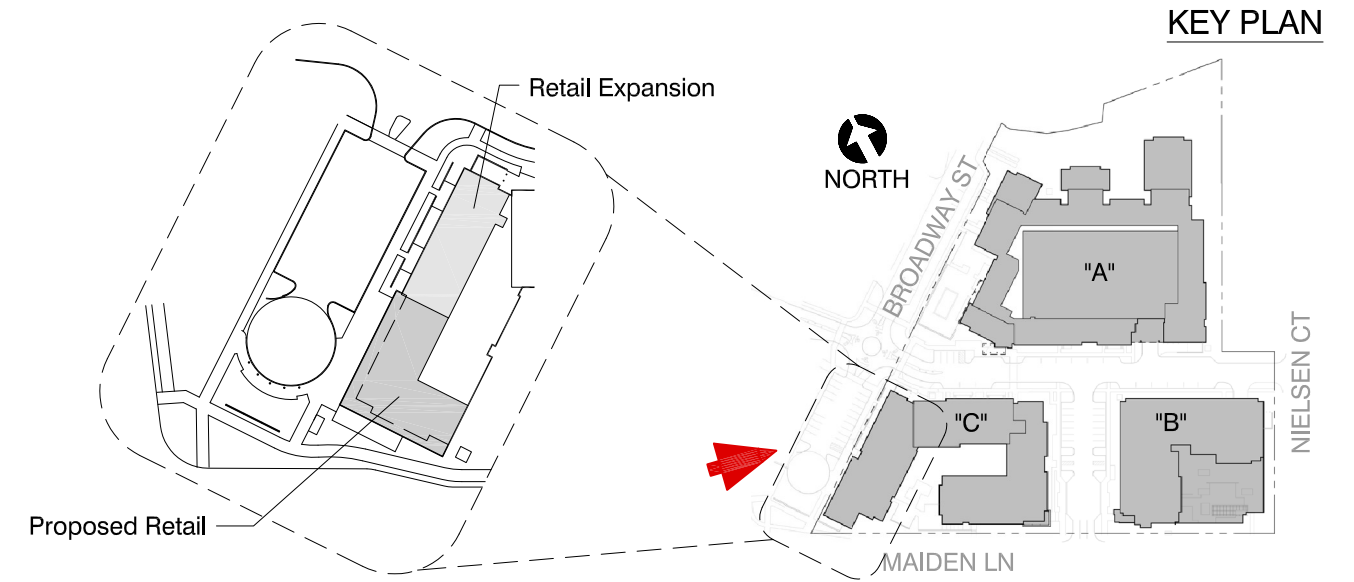 KEY PLAN
Retail Expansion
NORTH
BROADWAY ST
"A"
NIELSEN CT
"C"
"B"
Proposed Retail
MAIDEN LN